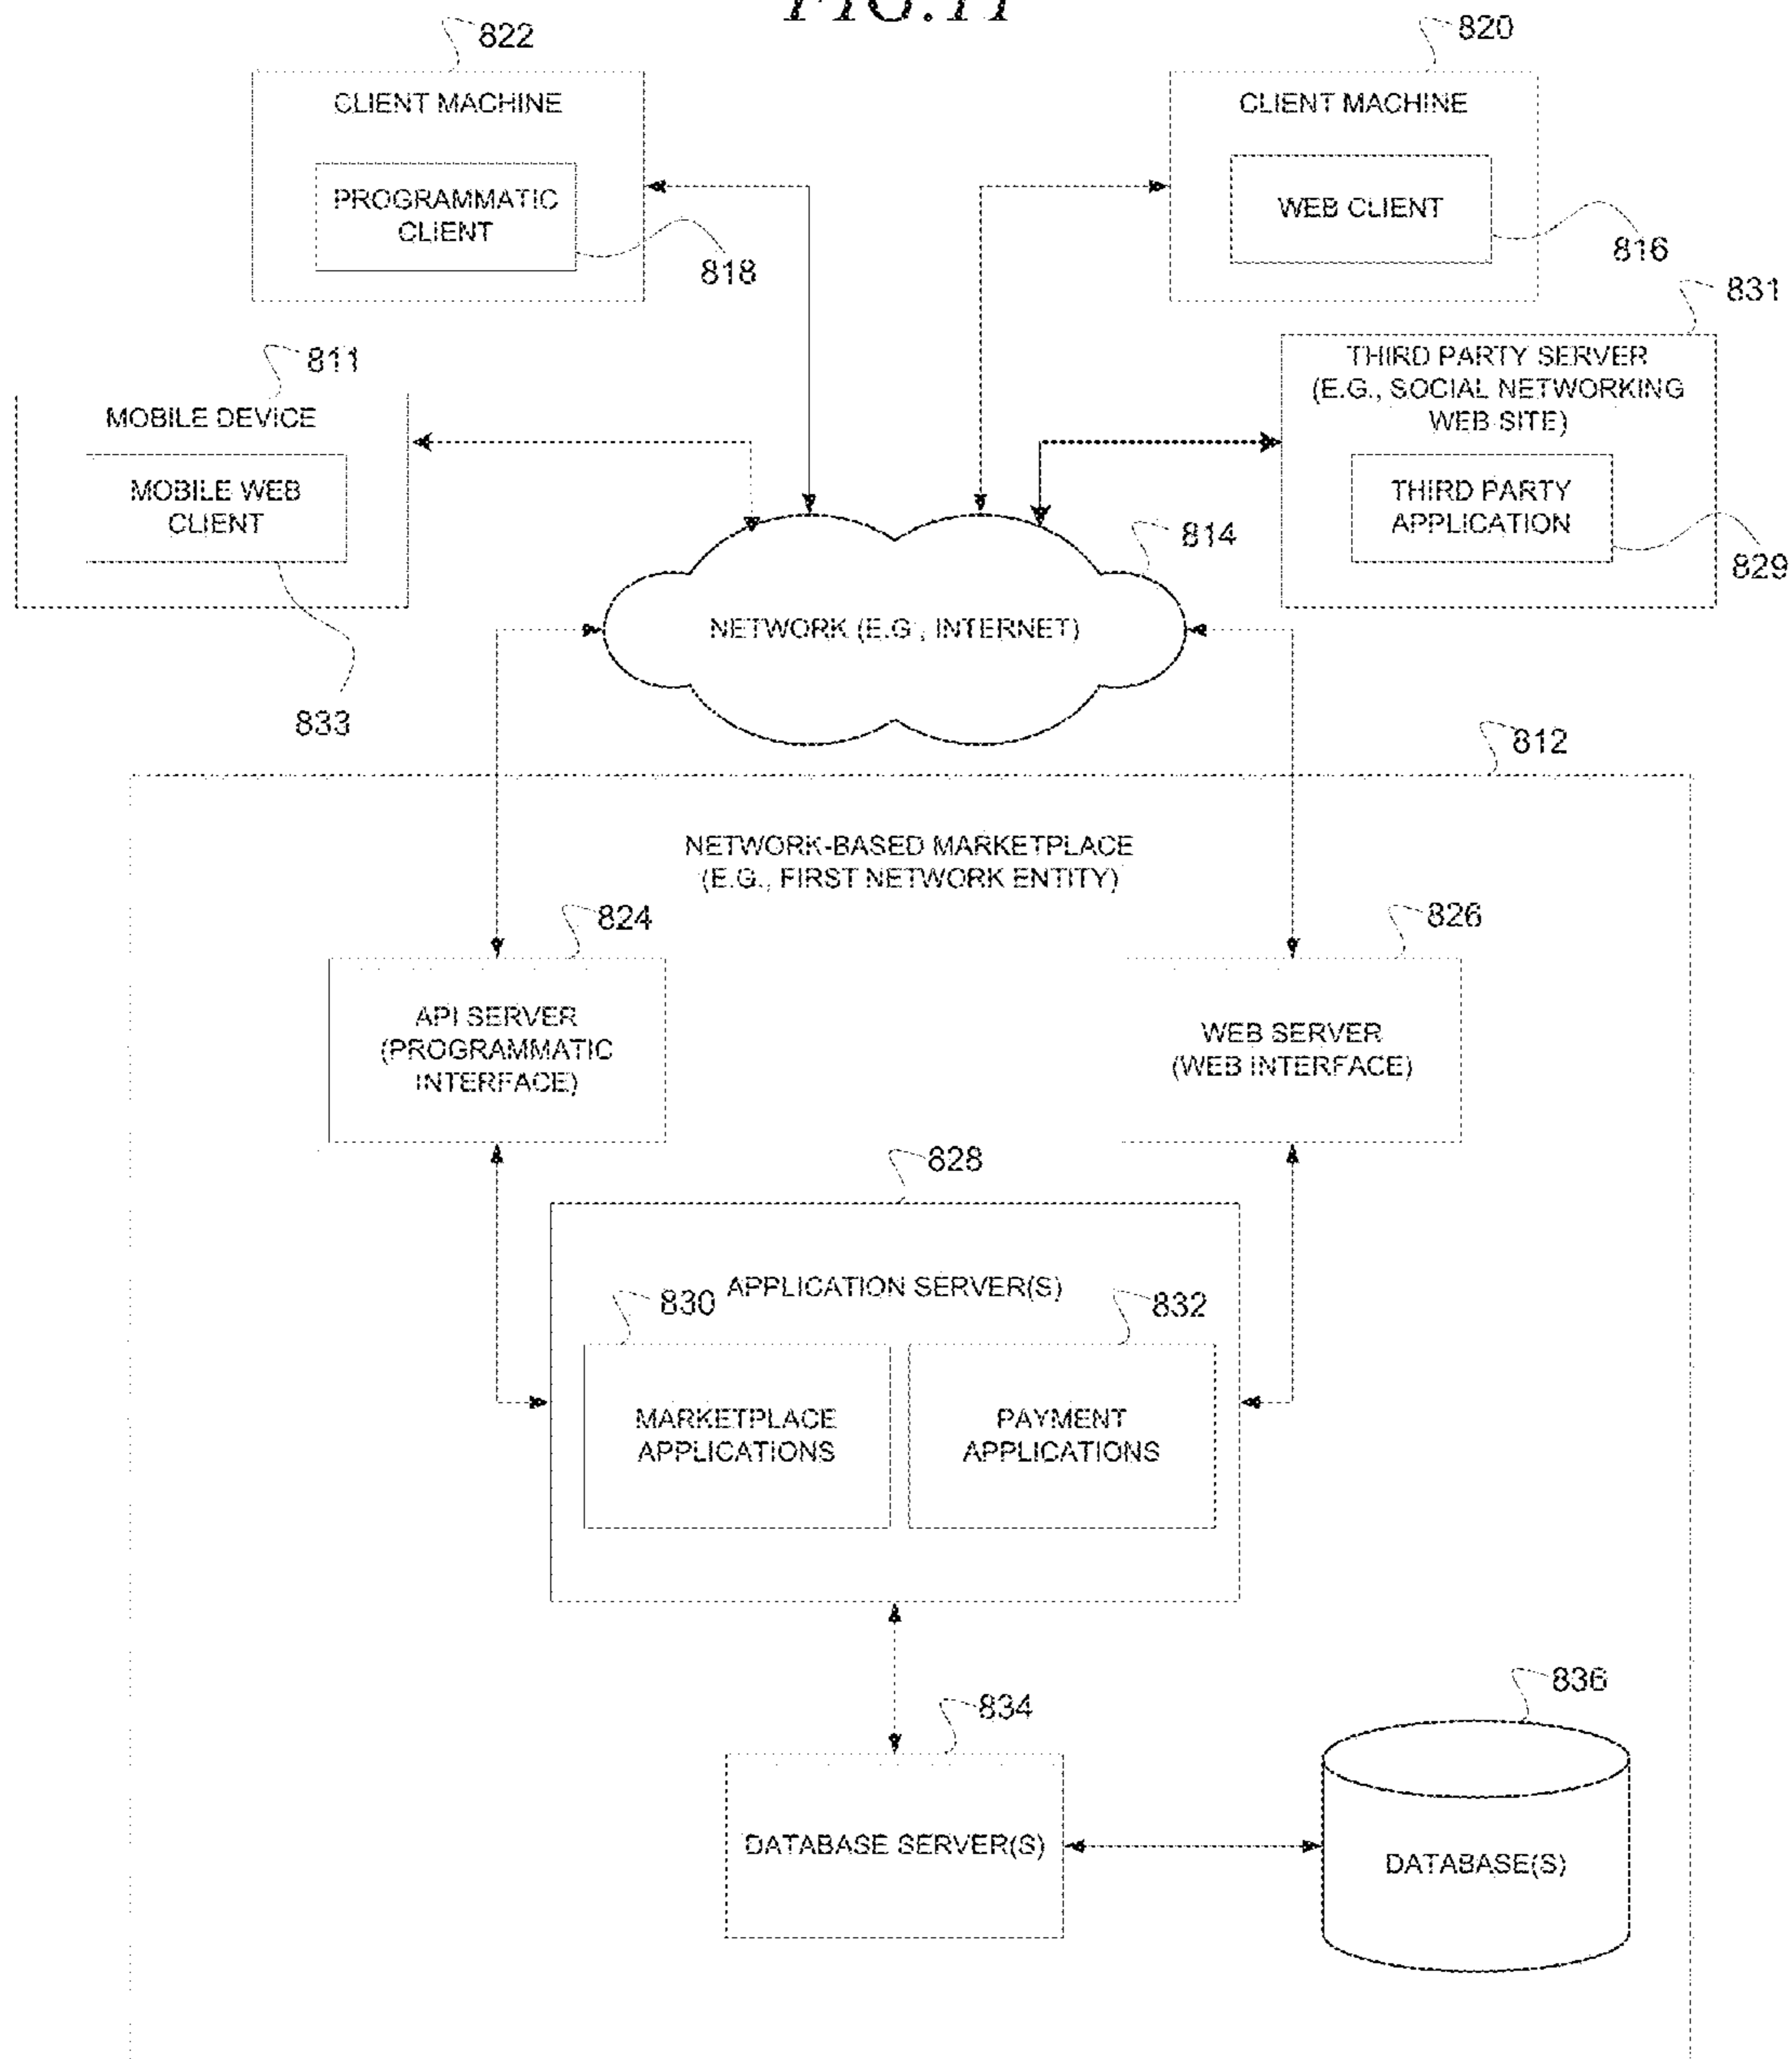 FIG. 11
822
820
CLIENT MACHINE
PROGRAMMATIC
CLIENT
818
CLIENT MACHINE
WEB CLIENT
816
831
811
MOBILE DEVICE
MOBILE WEB
CLIENT
833
THIRD PARTY SERVER
(E.G., SOCIAL NETWORKING
WEB SITE)
THIRD PARTY
APPLICATION
829
814
NETWORK (E.G., INTERNET)
812
NETWORK-BASED MARKETPLACE
(E.G., FIRST NETWORK ENTITY)
824
826
API SERVER
(PROGRAMMATIC
INTERFACE)
WEB SERVER
(WEB INTERFACE)
828
APPLICATION SERVER(S)
830
832
MARKETPLACE
APPLICATIONS
PAYMENT
APPLICATIONS
834
836
DATABASE SERVER(S)
DATABASE(S)